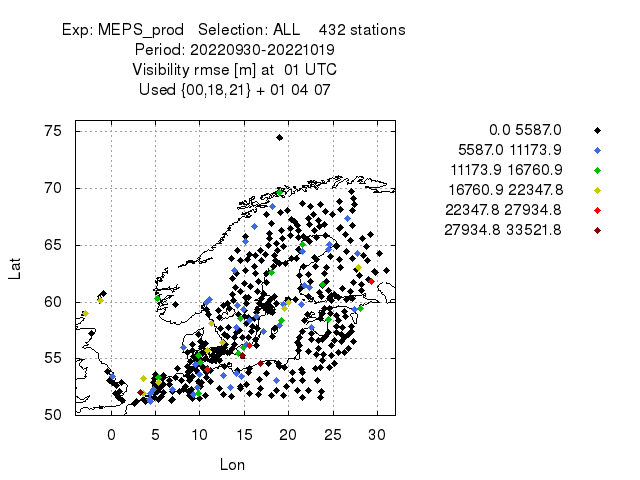 Exp: MEPS_prod   Selection: ALL    432 stations
Period: 20220930-20221019
Visibility rmse [m] at  01 UTC
Used {00,18,21} + 01 04 07
0.0 5587.0
5587.0 11173.9
11173.9 16760.9
16760.9 22347.8
22347.8 27934.8
27934.8 33521.8
75
70
65
60
55
50
Lat
0 5 10 15 20 25 30
Lon